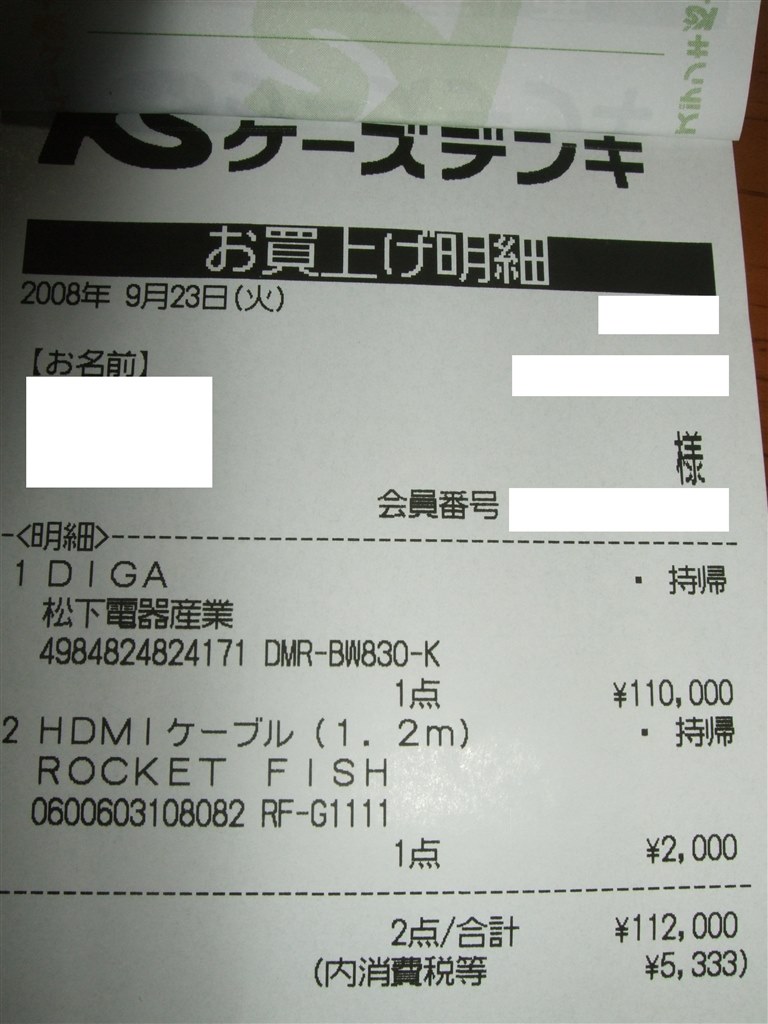 ケーズデンキ
お買上げ明細
2008年 9月23日(火)
【お名前】
様
会員番号
-<明細>--------------------
1 DIGA ・ 持帰
松下電器産業
4984824824171 DMR-BW830-K
1点 ¥110,000
2 HDMIケーブル(1.2m) ・ 持帰
ROCKET FISH
0600603108082 RF-G1111
1点 ¥2,000
2点/合計 ¥112,000
(内消費税等 ¥5,333)